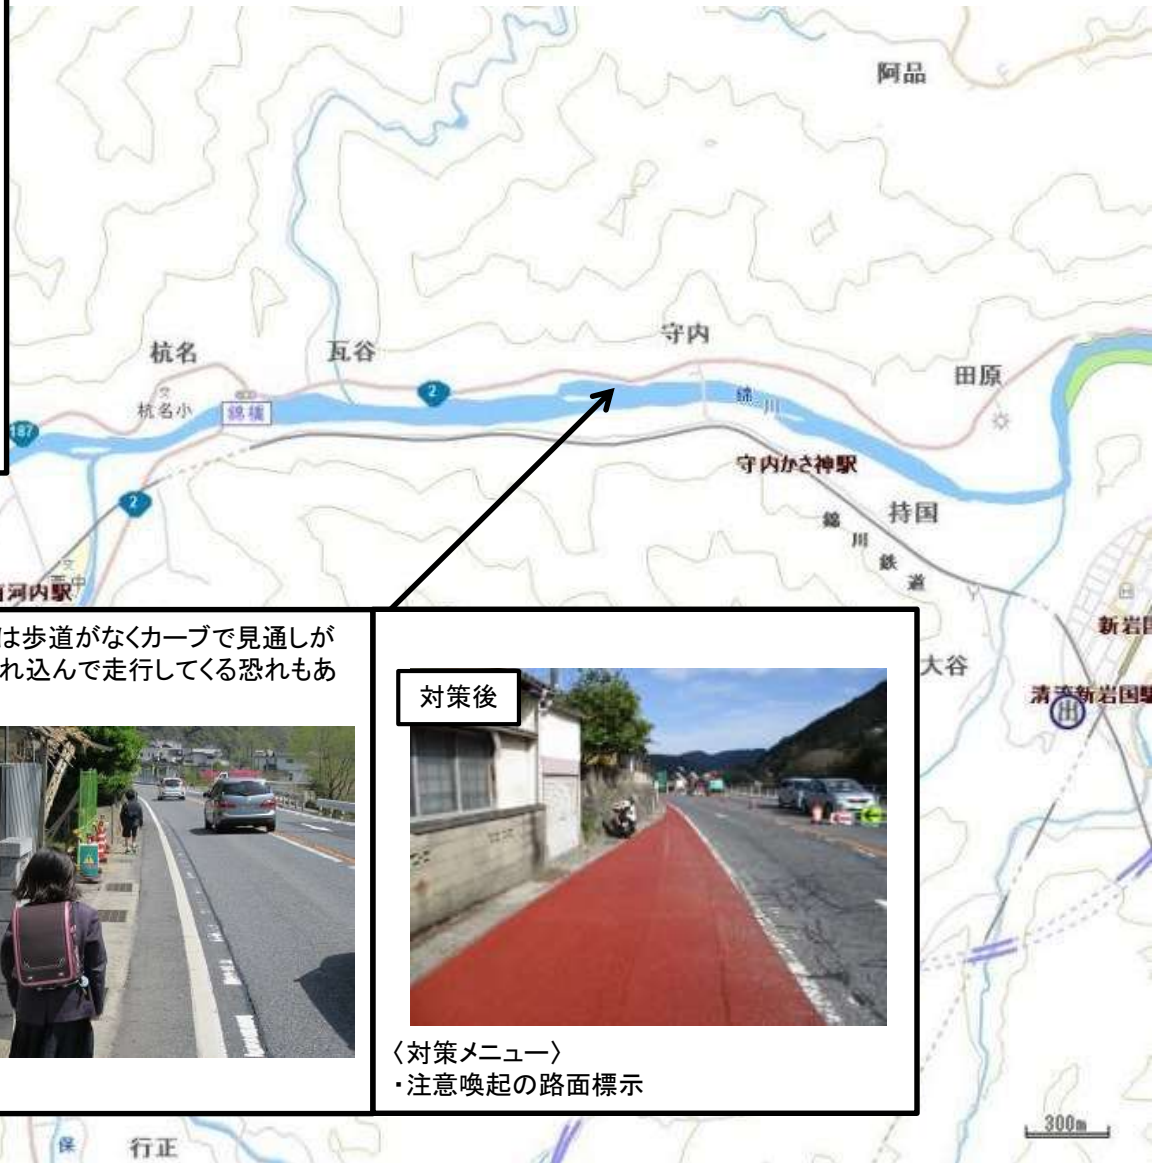 阿品
守内
杭名
瓦谷
田原
2
杭名小
錦橋
錦川
187
守内かさ神駅
2
持国
錦川鉄道
河内駅
新岩国
大谷
清流新岩国駅
は歩道がなくカーブで見通しが
れ込んで走行してくる恐れもあ
対策後
〈対策メニュー〉
・注意喚起の路面標示
300m
保
行正